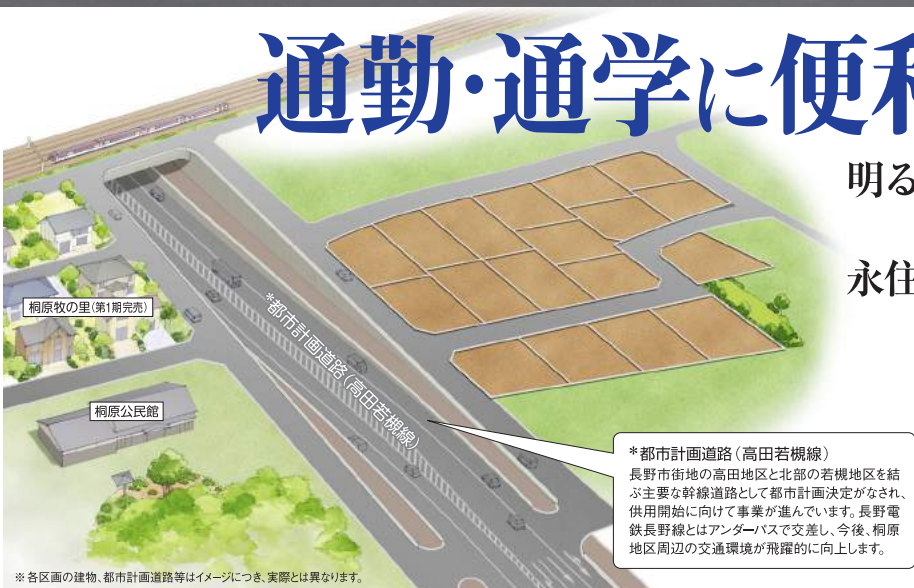 通勤・通学に便利
明る
永住
桐原牧の里(第1期完売)
*都市計画道路(高田若槻線)
桐原公民館
*都市計画道路(高田若槻線)
長野市街地の高田地区と北部の若槻地区を結
ぶ主要な幹線道路として都市計画決定がなされ、
供用開始に向けて事業が進んでいます。長野電
鉄長野線とはアンダーパスで交差し、今後、桐原
地区周辺の交通環境が飛躍的に向上します。
※各区画の建物、都市計画道路等はイメージにつき、実際とは異なります。